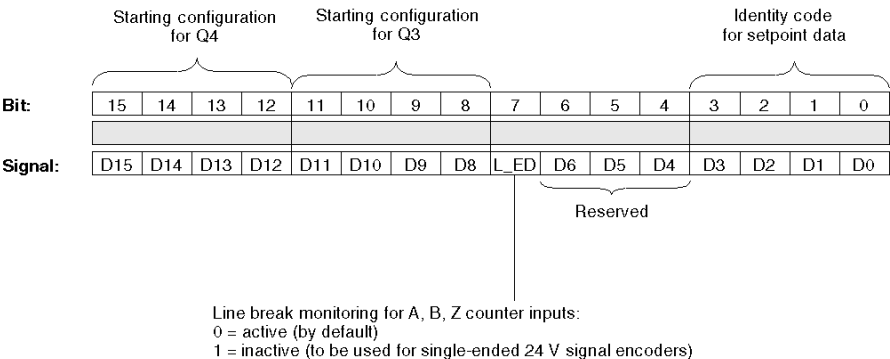 Starting configuration
for Q4
Starting configuration
for Q3
Identity code
for setpoint data
Bit: 15 14 13 12 11 10 9 8 7 6 5 4 3 2 1 0
Signal: D15 D14 D13 D12 D11 D10 D9 D8 L_ED D6 D5 D4 D3 D2 D1 D0
Reserved
Line break monitoring for A, B, Z counter inputs:
0 = active (by default)
1 = inactive (to be used for single-ended 24 V signal encoders)